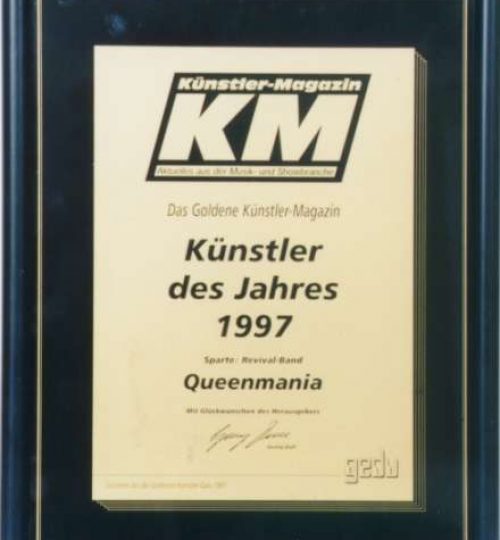 Künstler-Magazin
KM
Aktuelles aus der Musik- und Showbranche
Das Goldene Künstler-Magazin
Künstler
des Jahres
1997
Sparte: Revival-Band
Queenmania
Mit Glückwünschen des Herausgebers
gedu